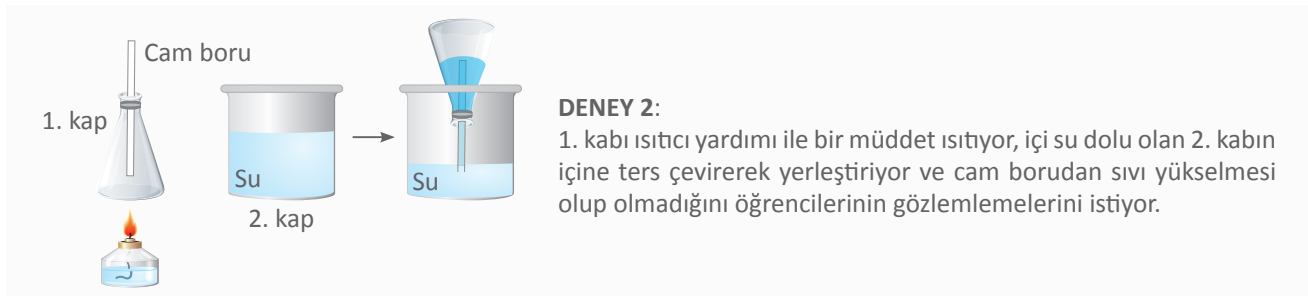 Cam boru
1. kap
Su
2. kap
Su
DENEY 2:
1. kabı ısıtıcı yardımı ile bir müddet ısıtıyor, içi su dolu olan 2. kabın
içine ters çevirerek yerleştiriyor ve cam borudan sıvı yükselmesi
olup olmadığını öğrencilerinin gözlemlemelerini istiyor.